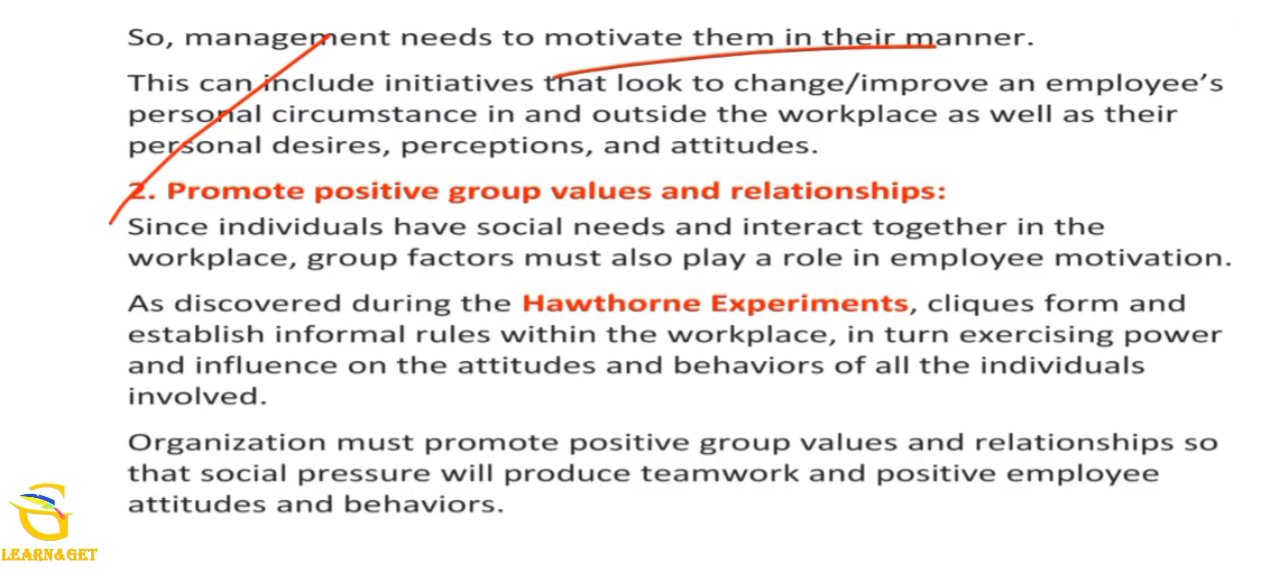 So, management needs to motivate them in their manner.
This can include initiatives that look to change/improve an employee’s
personal circumstance in and outside the workplace as well as their
personal desires, perceptions, and attitudes.
2. Promote positive group values and relationships:
Since individuals have social needs and interact together in the
workplace, group factors must also play a role in employee motivation.
As discovered during the Hawthorne Experiments, cliques form and
establish informal rules within the workplace, in turn exercising power
and influence on the attitudes and behaviors of all the individuals
involved.
Organization must promote positive group values and relationships so
that social pressure will produce teamwork and positive employee
attitudes and behaviors.
LEARN&GET